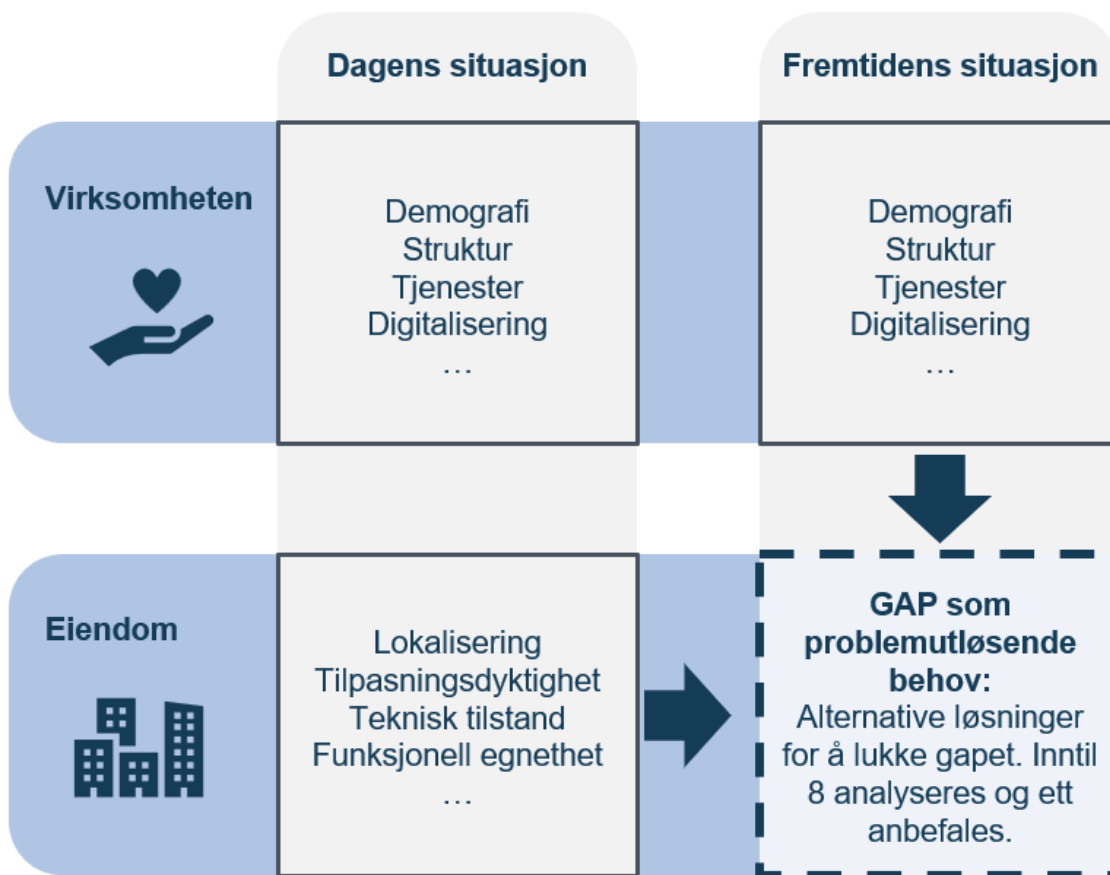 Dagens situasjon
Fremtidens situasjon
Virksomheten
Demografi
Struktur
Tjenester
Digitalisering
…
Demografi
Struktur
Tjenester
Digitalisering
…
Eiendom
Lokalisering
Tilpasningsdyktighet
Teknisk tilstand
Funksjonell egnethet
…
GAP som
problemutløsende
behov:
Alternative løsninger
for å lukke gapet. Inntil
8 analyseres og ett
anbefales.